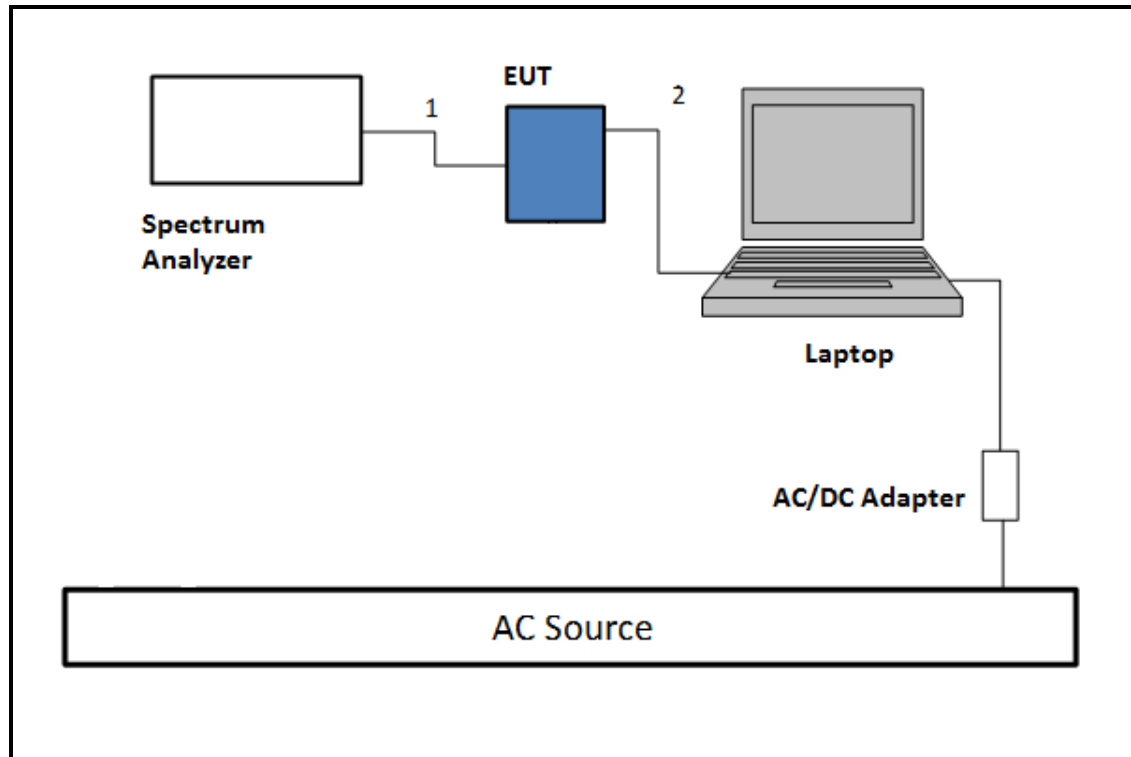 EUT
1
2
Spectrum
Analyzer
Laptop
AC/DC Adapter
AC Source